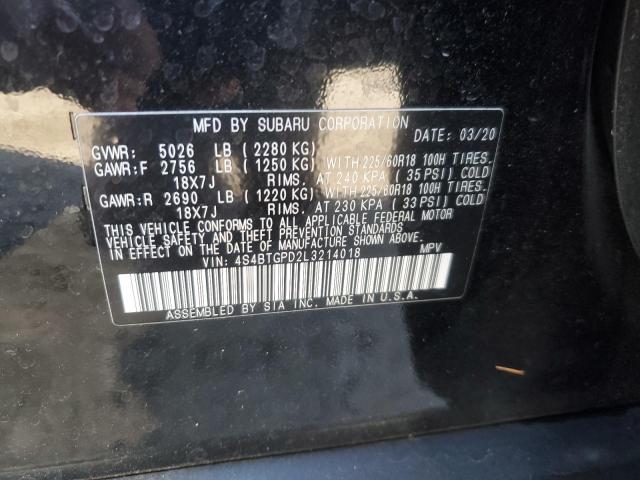 MFD BY SUBARU CORPORATION
DATE: 03/20
GVWR: 5026 LB (2280 KG)
GAWR:F 2756 LB (1250 KG) WITH 225/60R18 100H TIRES.
18X7J RIMS. AT 240 KPA (35 PSI) COLD
GAWR:R 2690 LB (1220 KG) WITH 225/60R18 100H TIRES.
18X7J RIMS. AT 230 KPA (33 PSI) COLD
THIS VEHICLE CONFORMS TO ALL APPLICABLE FEDERAL MOTOR
VEHICLE SAFETY AND THEFT PREVENTION STANDARDS
IN EFFECT ON THE DATE OF MANUFACTURE SHOWN ABOVE.
VIN: 4S4BTGPD2L3214018 MPV
ASSEMBLED BY SIA INC. MADE IN U.S.A.